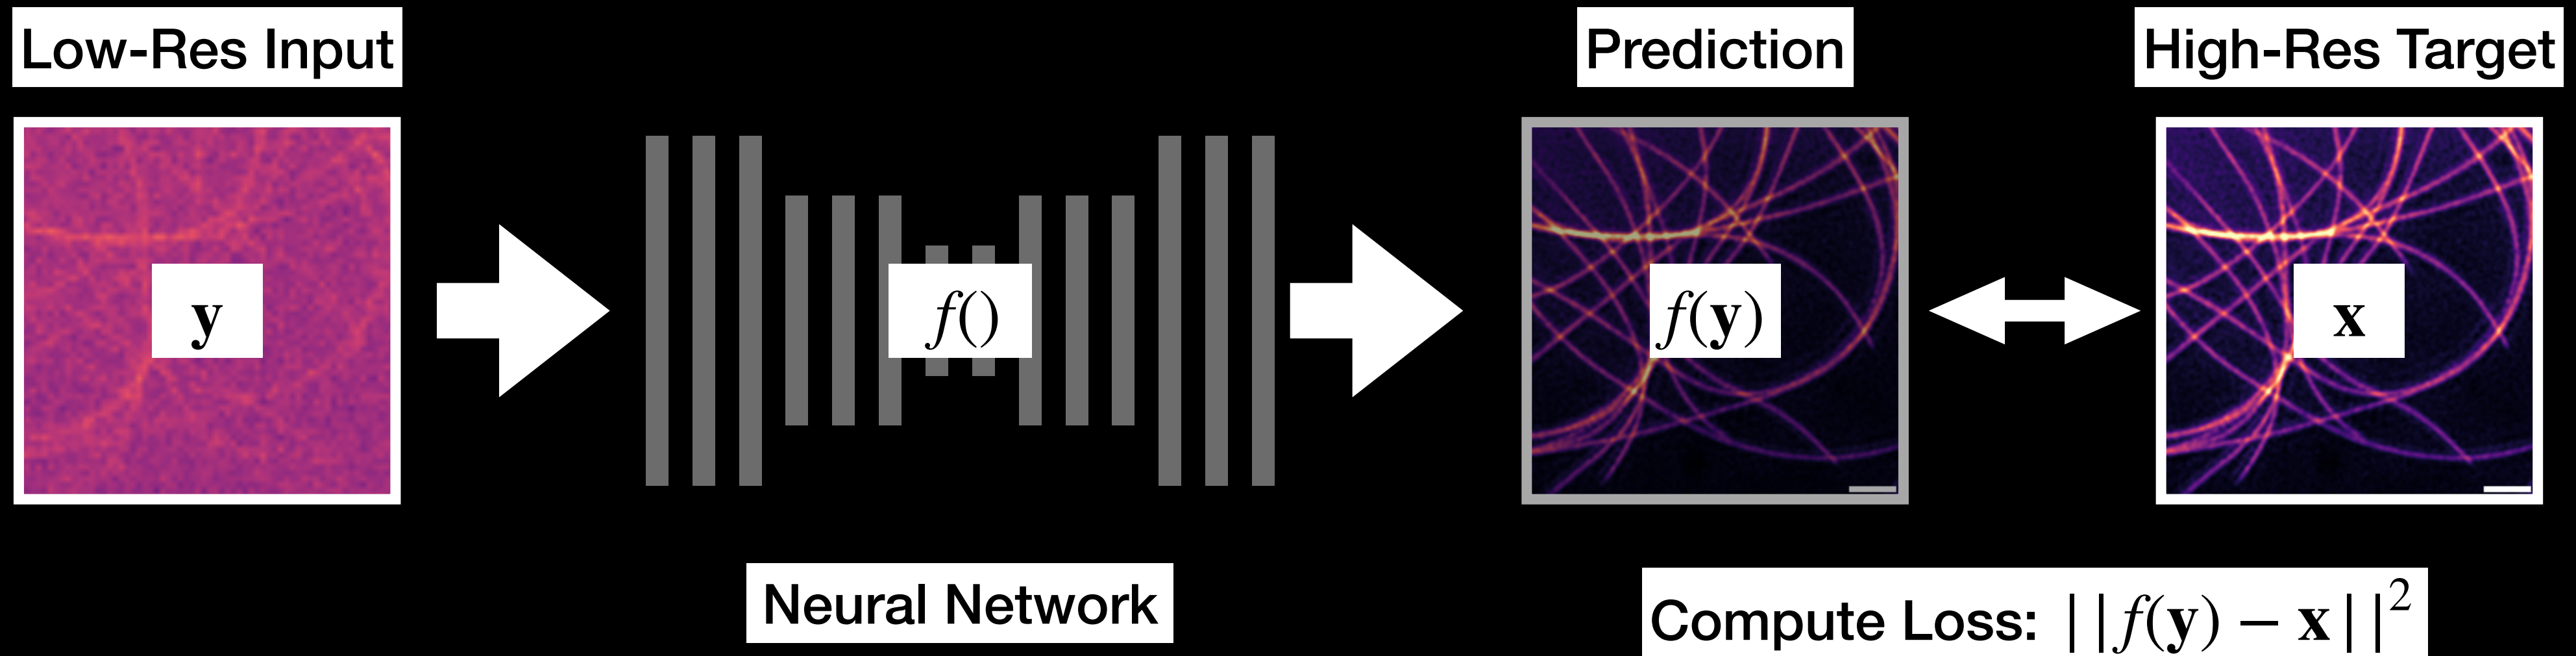 Low-Res Input
Prediction
High-Res Target
y
f()
f(y)
x
Neural Network
Compute Loss: ||f(y) − x||²